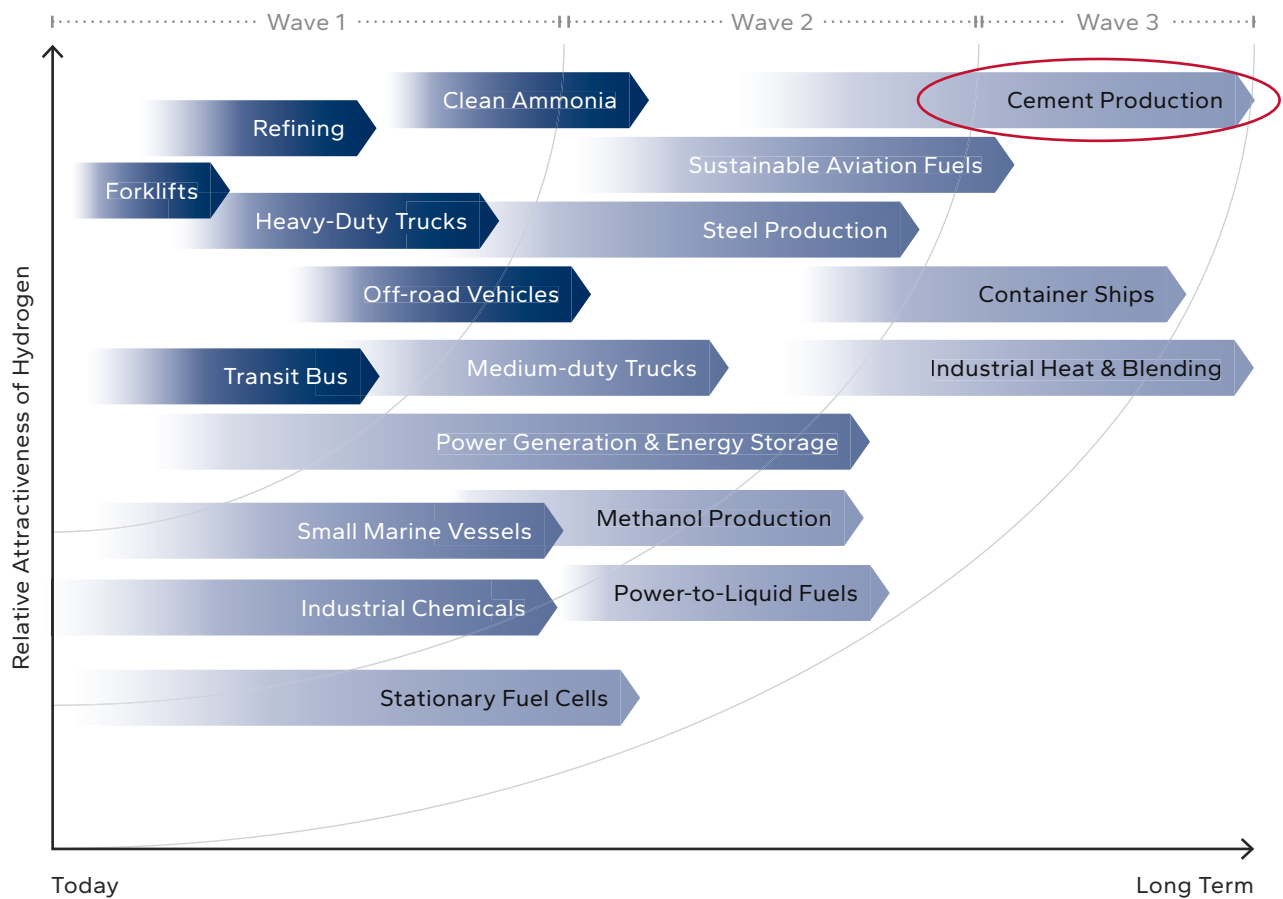 Wave 1
Wave 2
Wave 3
Relative Attractiveness of Hydrogen
Clean Ammonia
Cement Production
Refining
Sustainable Aviation Fuels
Forklifts
Heavy-Duty Trucks
Steel Production
Off-road Vehicles
Container Ships
Transit Bus
Medium-duty Trucks
Industrial Heat & Blending
Power Generation & Energy Storage
Small Marine Vessels
Methanol Production
Industrial Chemicals
Power-to-Liquid Fuels
Stationary Fuel Cells
Today
Long Term